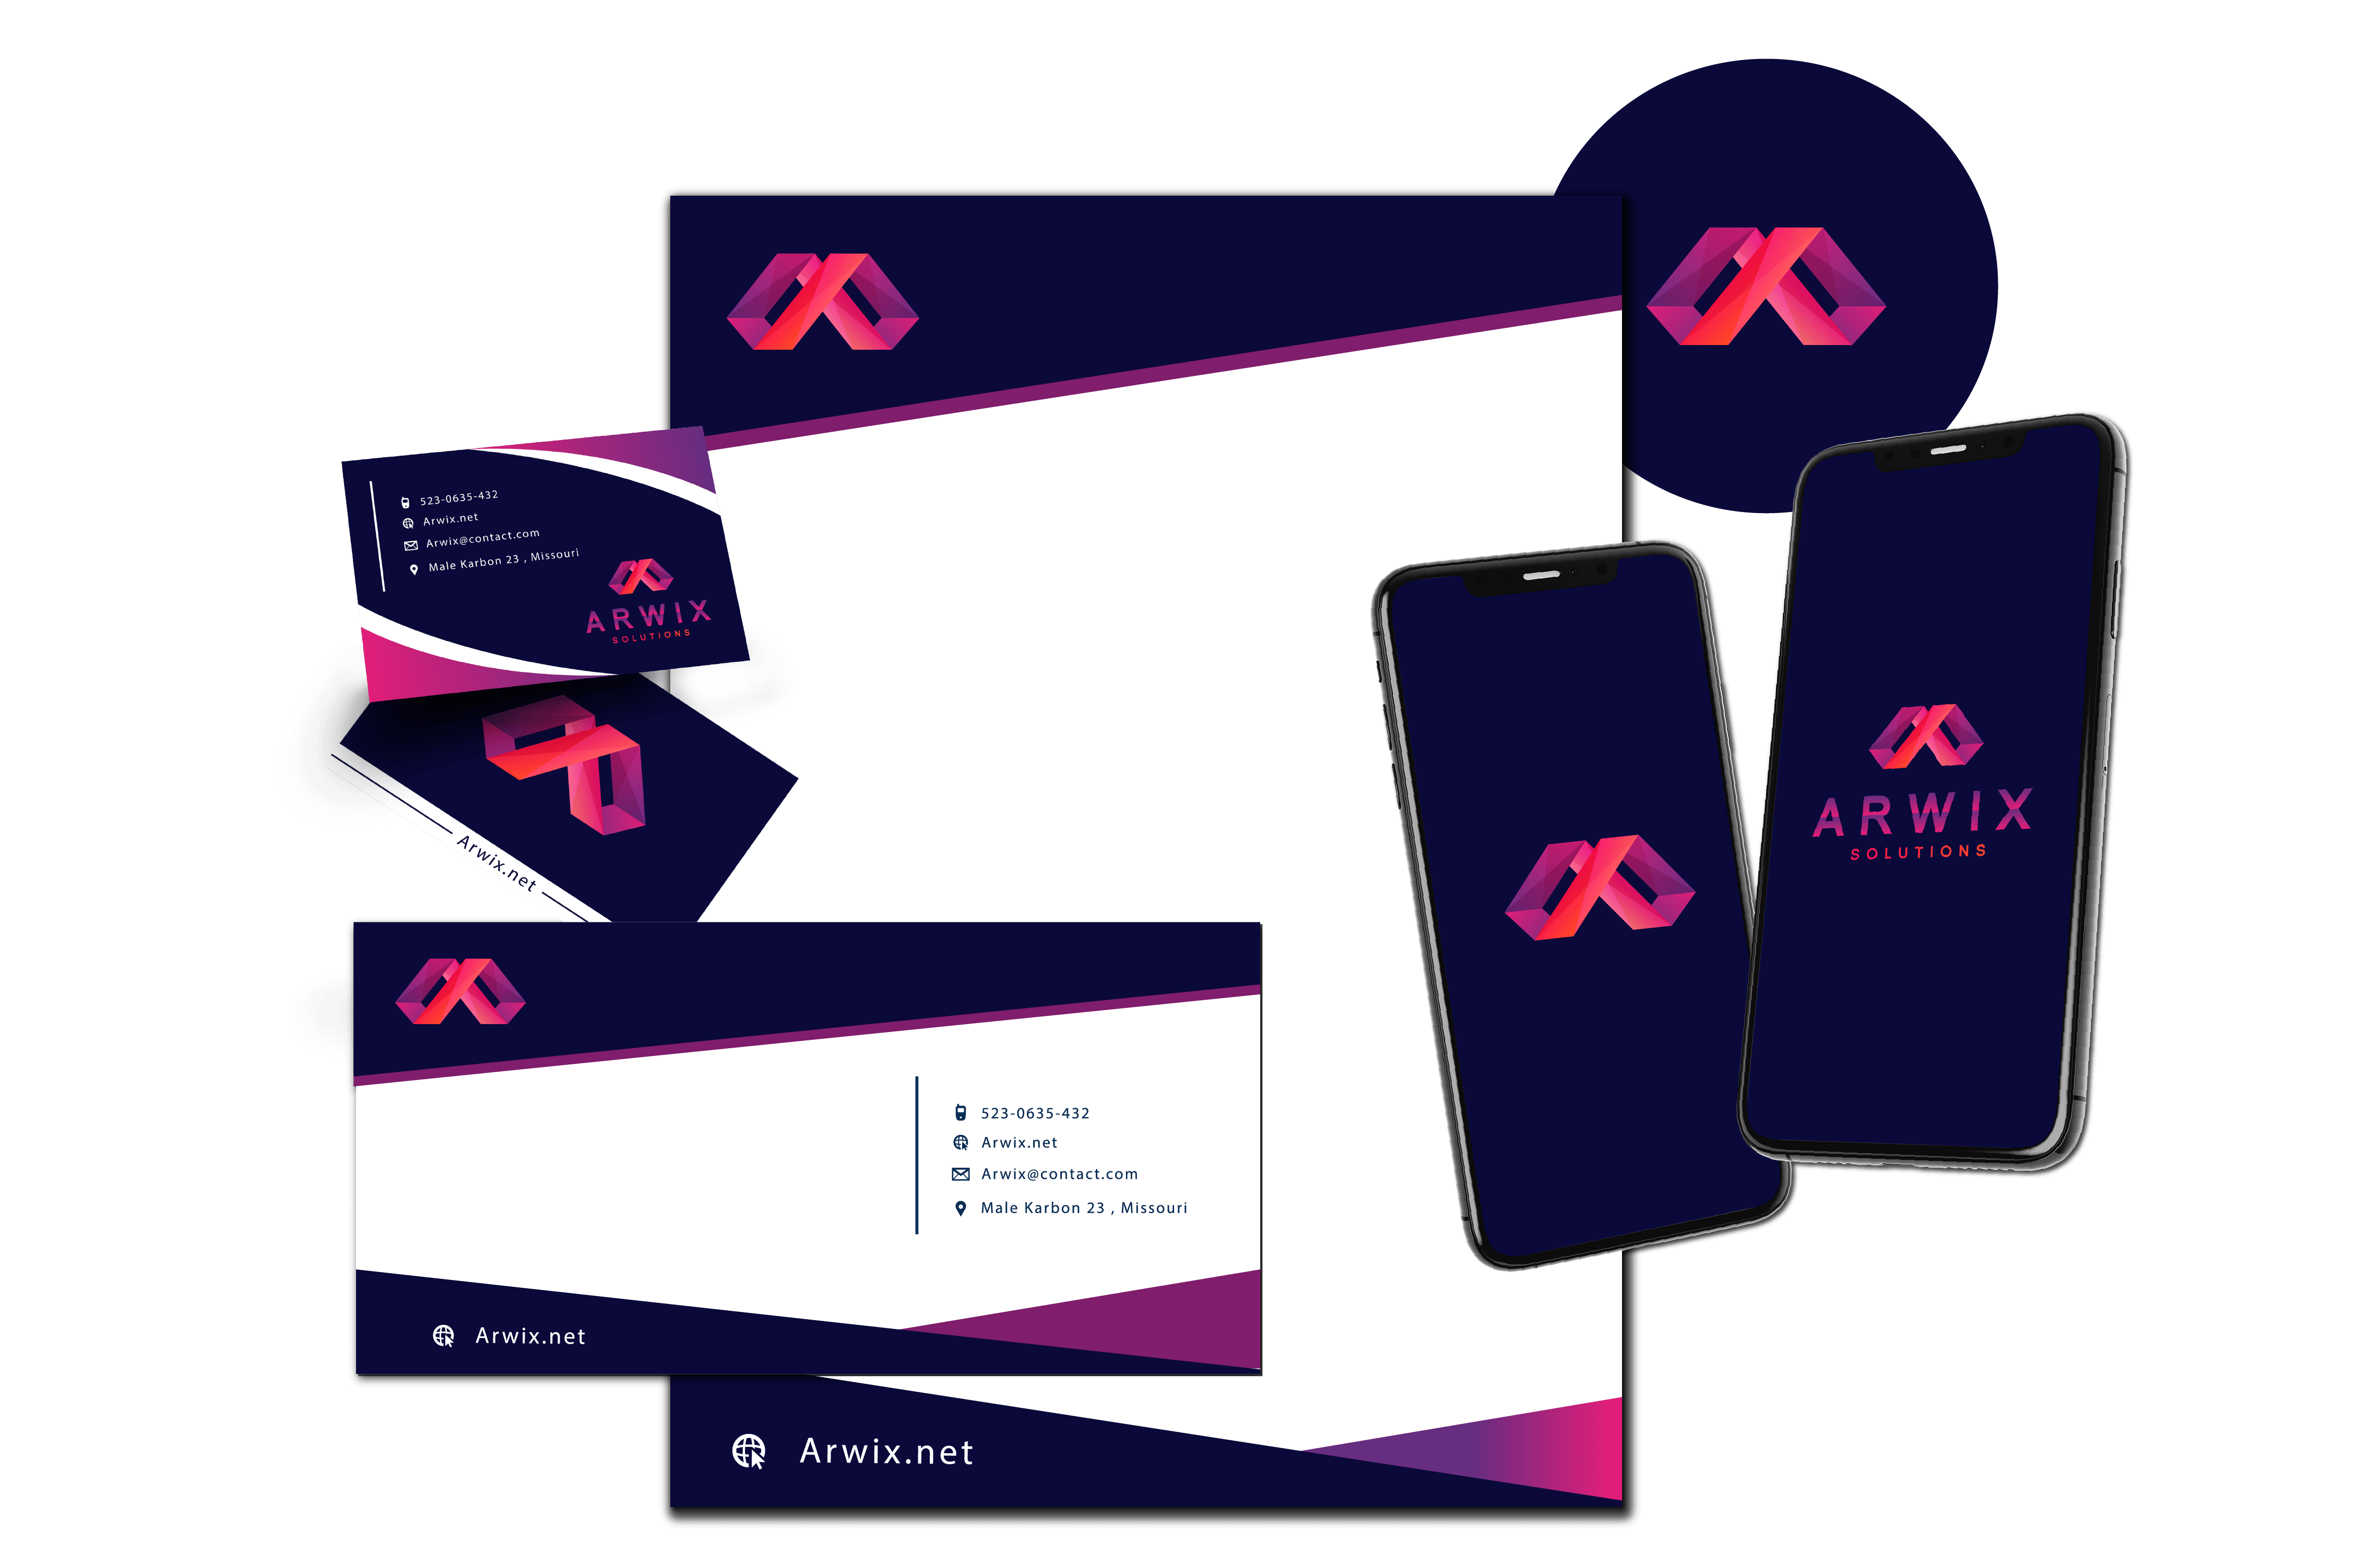 523-0635-432
Arwix.net
Arwix@contact.com
Male Karbon 23 , Missouri
ARWIX
SOLUTIONS
Arwix.net
ARWIX
SOLUTIONS
523-0635-432
Arwix.net
Arwix@contact.com
Male Karbon 23 , Missouri
Arwix.net
Arwix.net